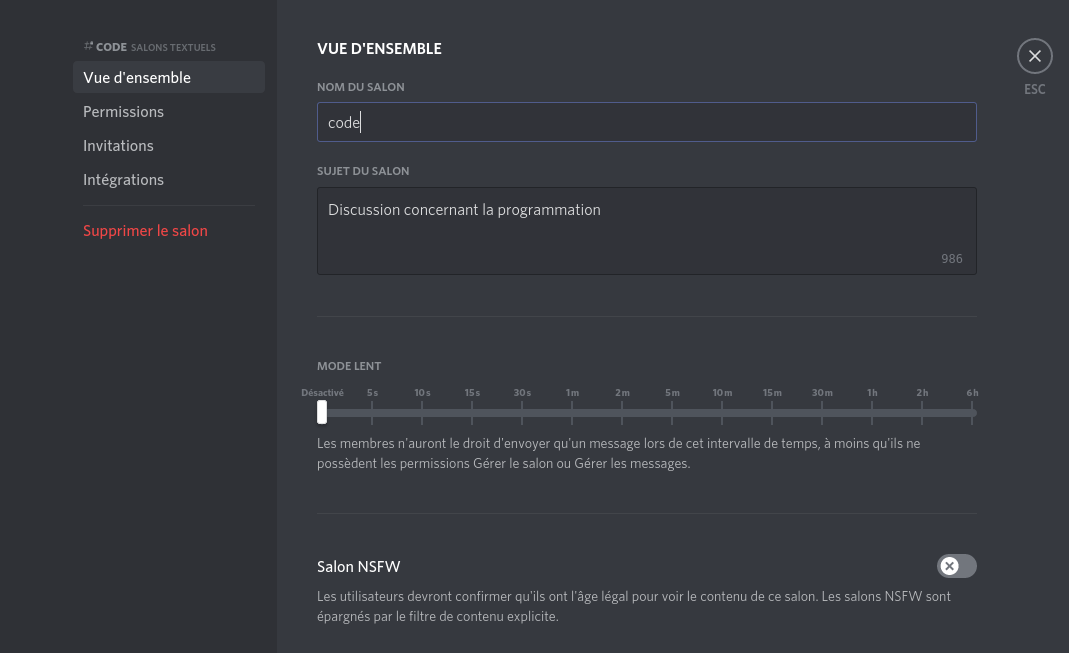 CODE SALONS TEXTUELS
Vue d'ensemble
Permissions
Invitations
Intégrations
Supprimer le salon
VUE D'ENSEMBLE
ESC
NOM DU SALON
code
SUJET DU SALON
Discussion concernant la programmation
986
MODE LENT
Désactivé 5s 10s 15s 30s 1m 2m 5m 10m 15m 30m 1h 2h 6h
Les membres n'auront le droit d'envoyer qu'un message lors de cet intervalle de temps, à moins qu'ils ne
possèdent les permissions Gérer le salon ou Gérer les messages.
Salon NSFW
Les utilisateurs devront confirmer qu'ils ont l'âge légal pour voir le contenu de ce salon. Les salons NSFW sont
épargnés par le filtre de contenu explicite.